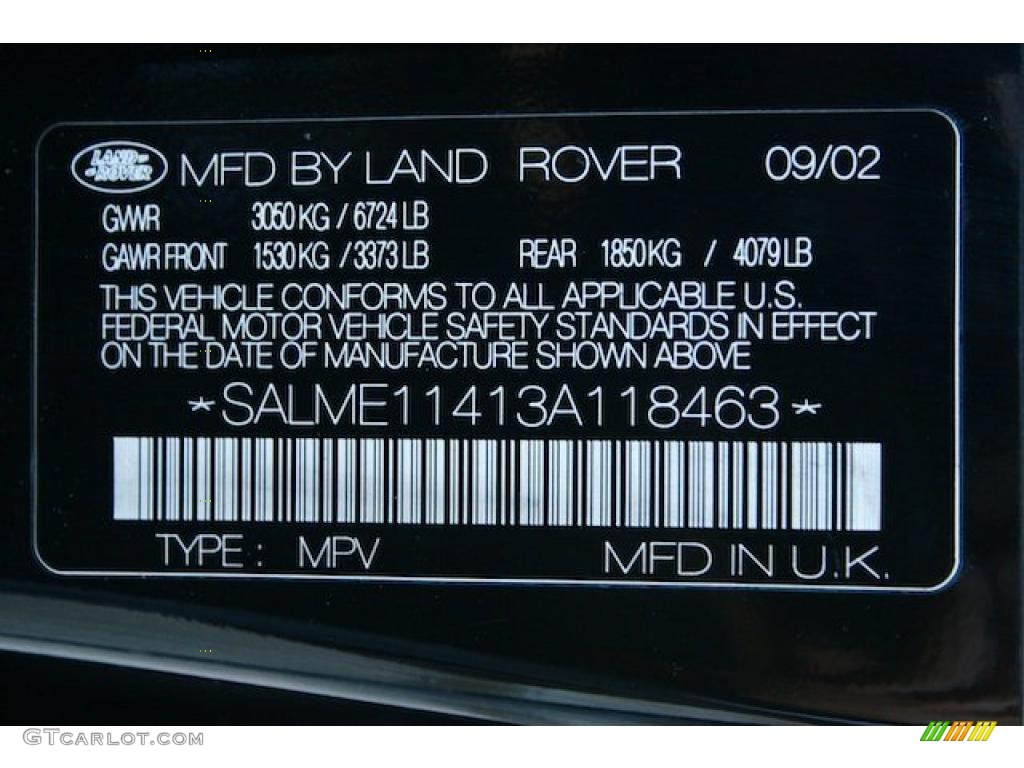 LAND-
-ROVER
MFD BY LAND ROVER 09/02
GVWR 3050 KG / 6724 LB
GAWR FRONT 1530 KG / 3373 LB REAR 1850KG / 4079 LB
THIS VEHICLE CONFORMS TO ALL APPLICABLE U.S.
FEDERAL MOTOR VEHICLE SAFETY STANDARDS IN EFFECT
ON THE DATE OF MANUFACTURE SHOWN ABOVE
*SALME11413A118463*
TYPE : MPV MFD IN U.K.
GTCARLOT.COM